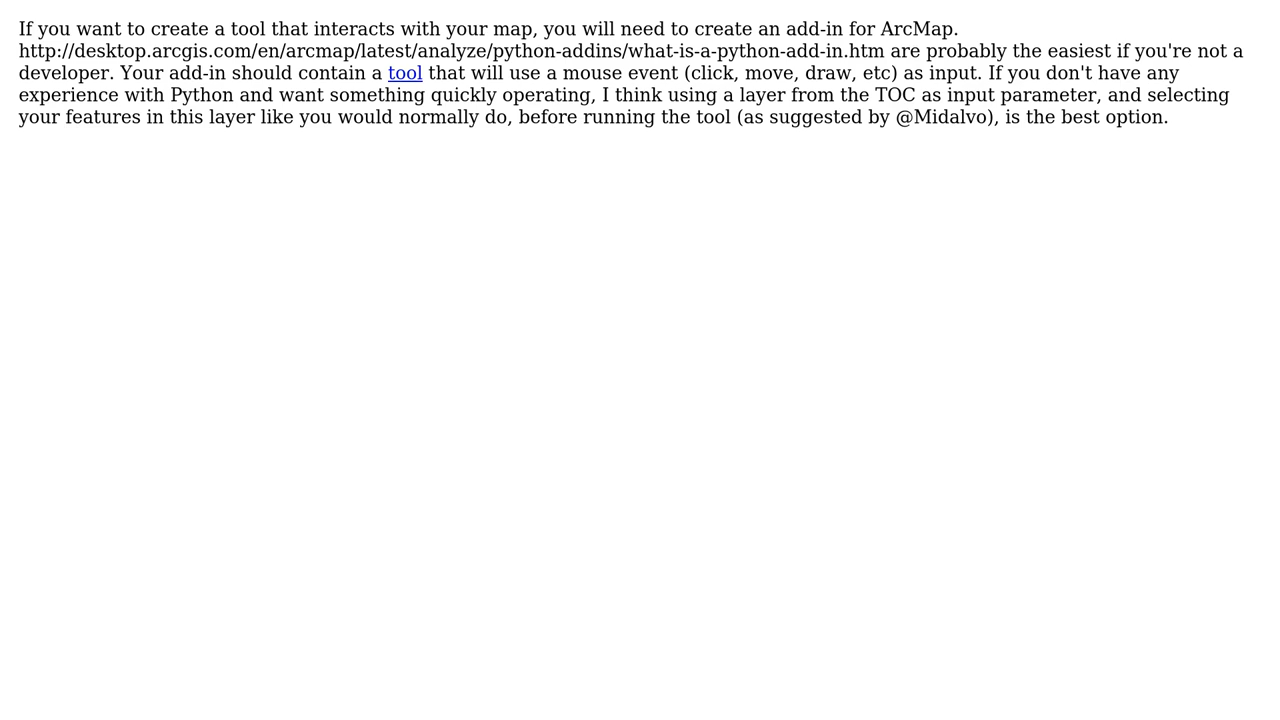 If you want to create a tool that interacts with your map, you will need to create an add-in for ArcMap.
http://desktop.arcgis.com/en/arcmap/latest/analyze/python-addins/what-is-a-python-add-in.htm are probably the easiest if you're not a
developer. Your add-in should contain a tool that will use a mouse event (click, move, draw, etc) as input. If you don't have any
experience with Python and want something quickly operating, I think using a layer from the TOC as input parameter, and selecting
your features in this layer like you would normally do, before running the tool (as suggested by @Midalvo), is the best option.